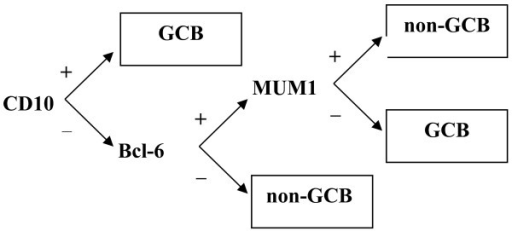 non-GCB
GCB
+
+
MUM1
CD10
+
–
GCB
–
Bcl-6
–
non-GCB